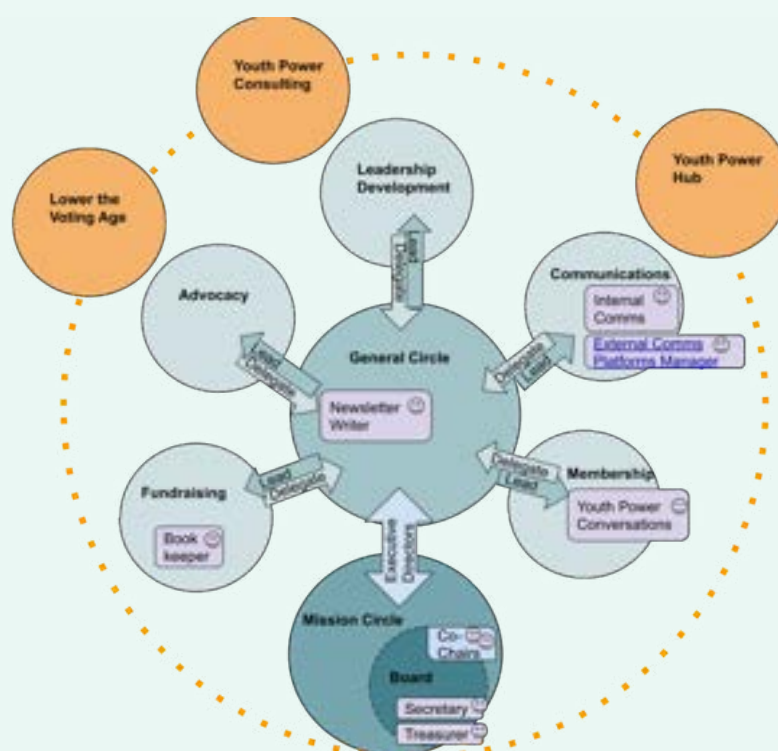 Youth Power
Consulting
Youth Power
Hub
Lower the
Voting Age
Leadership
Development
Lead
Delegate
Advocacy
Lead
Delegate
Communications
Internal
Comms
External Comms
Platforms Manager
Delegate
Lead
General Circle
Newsletter
Writer
Fundraising
Book
keeper
Lead
Delegate
Membership
Youth Power
Conversations
Delegate
Lead
Executive
Directors
Mission Circle
Co-
Chairs
Board
Secretary
Treasurer